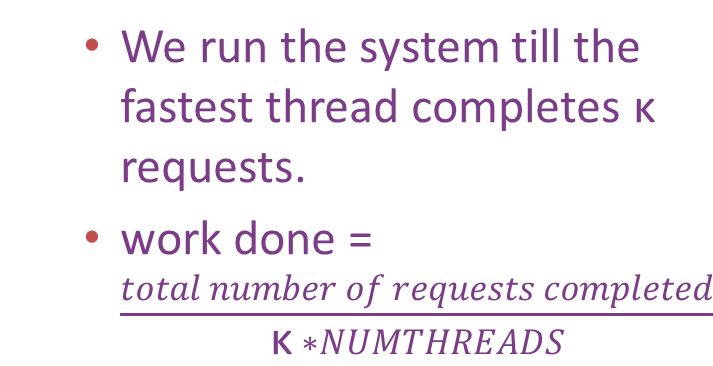 • We run the system till the
fastest thread completes κ
requests.
• work done =
total number of requests completed
κ ∗NUMTHREADS